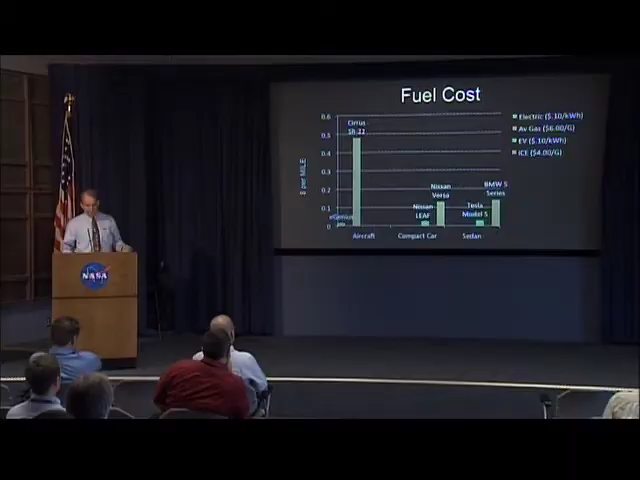 Fuel Cost
0.6
0.5
0.4
0.3
0.2
0.1
0
$ per MILE
Cirrus
SR-22
eGenius
Nissan
LEAF
Nissan
Versa
Tesla
Model S
BMW 5
Series
Aircraft
Compact Car
Sedan
Electric ($.10/kWh)
Av Gas ($6.00/G)
EV ($.10/kWh)
ICE ($4.00/G)
NASA